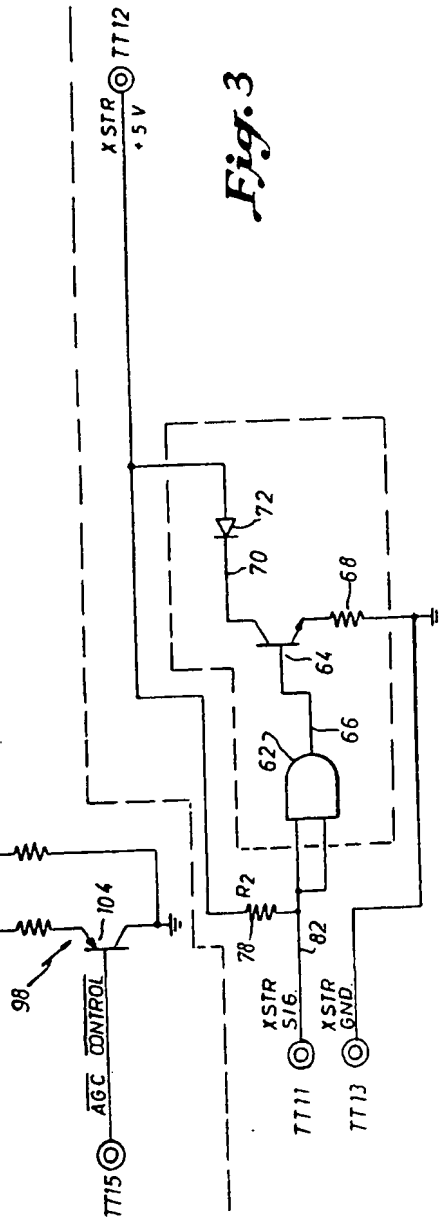 98
104
AGC CONTROL
TT15
XSTR
+5V
TT12
72
70
68
64
62
66
R2
78
82
XSTR
SIG.
TT11
XSTR
GND.
TT13
Fig. 3